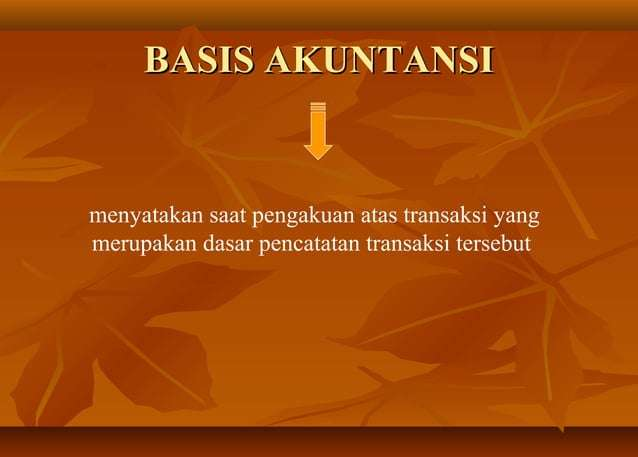 BASIS AKUNTANSI
menyatakan saat pengakuan atas transaksi yang
merupakan dasar pencatatan transaksi tersebut